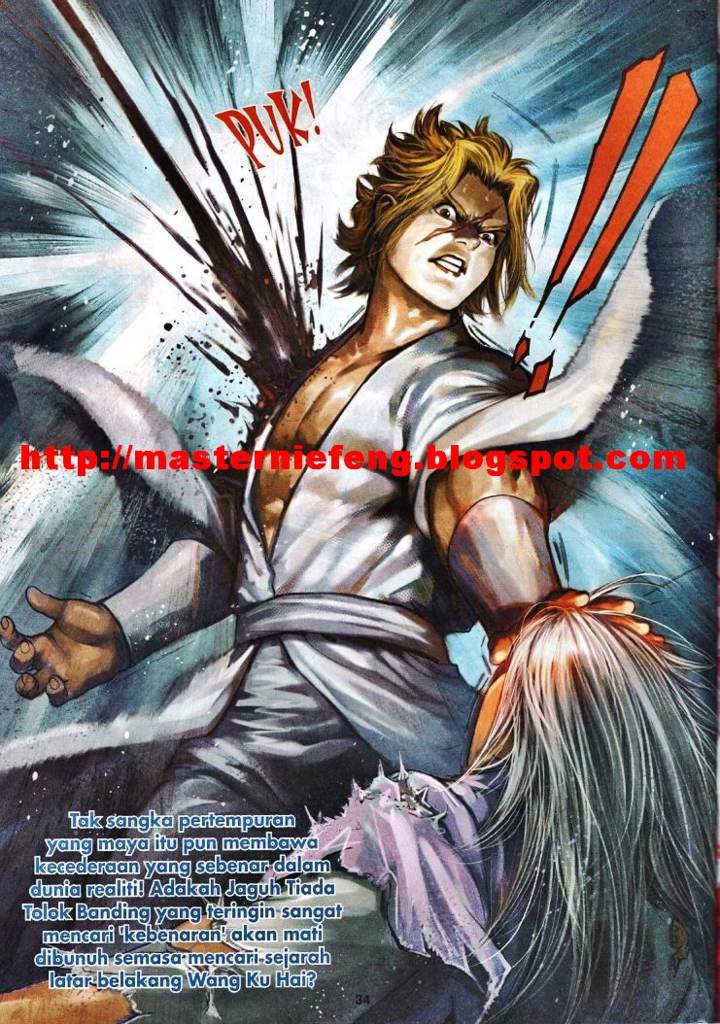 PUK!
http://masterniefeng.blogspot.com
Tak sangka pertempuran
yang maya itu pun membawa
kecederaan yang sebenar dalam
dunia realiti! Adakah Jaguh Tiada
Tolok Banding yang teringin sangat
mencari 'kebenaran' akan mati
dibunuh semasa mencari sejarah
latar belakang Wang Ku Hai?
34